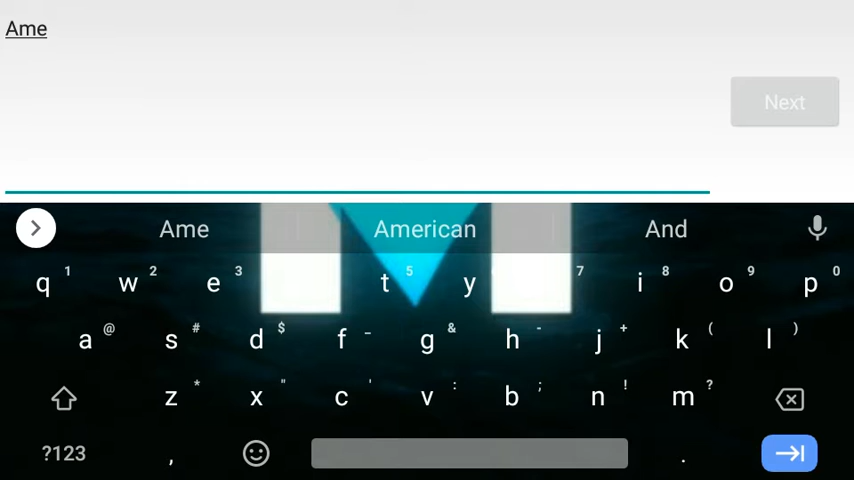 Ame
Next
Ame American And
q 1 w 2 e 3 t 5 y 7 i 8 o 9 p 0
a @ s # d $ f _ g & h - j + k ( l )
z * x " c ' v : b ; n ! m ?
?123 , .